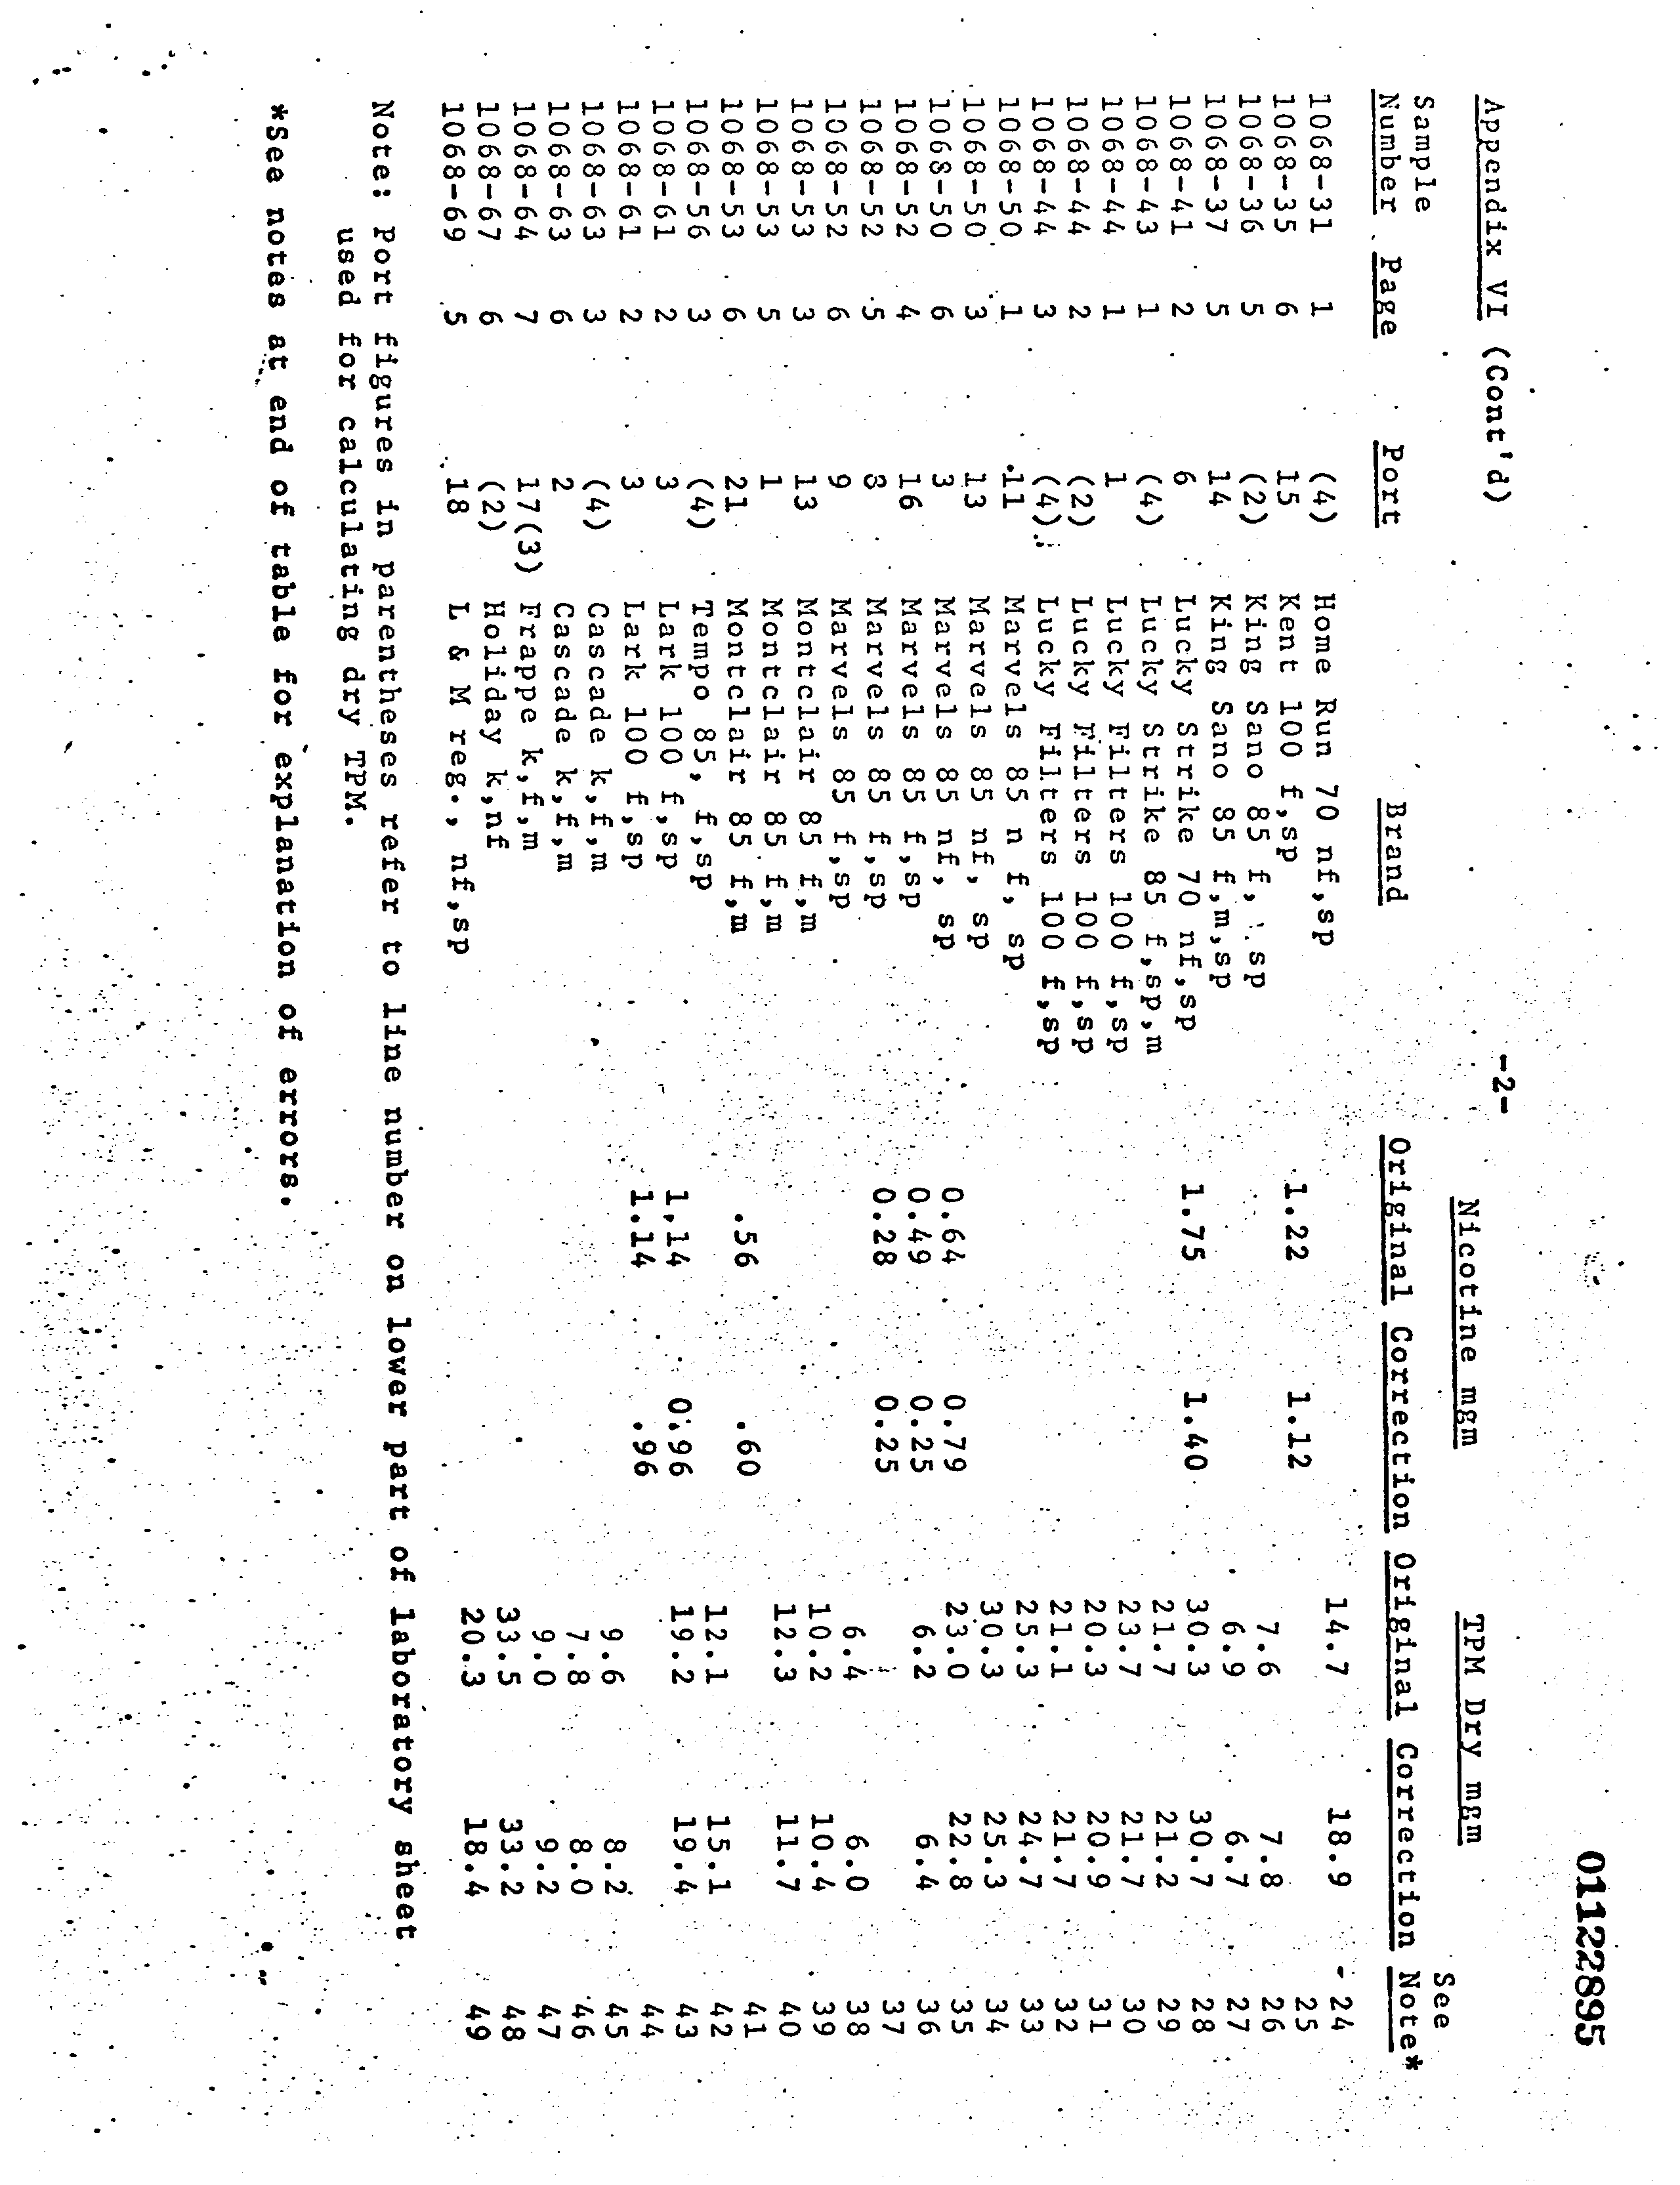 01122895
Appendix VI (Cont'd) -2- Nicotine mgm TPM Dry mgm
Sample See
Number Page Port Brand Original Correction Original Correction Note*
1068-31 1 (4) Home Run 70 nf,sp 14.7 18.9 24
1068-35 6 15 Kent 100 f,sp 1.22 1.12 25
1068-36 5 (2) King Sano 85 f, sp 7.6 7.8 26
1068-37 5 14 King Sano 85 f,m,sp 6.9 6.7 27
1068-41 2 6 Lucky Strike 70 nf,sp 1.75 1.40 30.3 30.7 28
1068-43 1 (4) Lucky Strike 85 f,sp,m 21.7 21.2 29
1068-44 1 1 Lucky Filters 100 f,sp 23.7 21.7 30
1068-44 2 (2) Lucky Filters 100 f,sp 20.3 20.9 31
1068-44 3 (4) Lucky Filters 100 f,sp 21.1 21.7 32
1068-50 1 11 Marvels 85 n f, sp 25.3 24.7 33
1068-50 3 13 Marvels 85 nf, sp 30.3 25.3 34
1068-50 6 3 Marvels 85 nf, sp 0.64 0.79 23.0 22.8 35
1068-52 4 16 Marvels 85 f,sp 0.49 0.25 6.2 6.4 36
1068-52 5 8 Marvels 85 f,sp 0.28 0.25 37
1068-52 6 9 Marvels 85 f,sp 6.4 6.0 38
1068-53 3 13 Montclair 85 f,m 10.2 10.4 39
1068-53 5 1 Montclair 85 f,m 12.3 11.7 40
1068-53 6 21 Montclair 85 f,m .56 .60 41
1068-56 3 (4) Tempo 85, f,sp 12.1 15.1 42
1068-61 2 3 Lark 100 f,sp 1.14 0.96 19.2 19.4 43
1068-61 2 3 Lark 100 f,sp 1.14 .96 44
1068-63 3 (4) Cascade k,f,m 9.6 8.2 45
1068-63 6 2 Cascade k,f,m 7.8 8.0 46
1068-64 7 17(3) Frappe k,f,m 9.0 9.2 47
1068-67 6 (2) Holiday k,nf 33.5 33.2 48
1068-69 5 18 L & M reg., nf,sp 20.3 18.4 49
Note: Port figures in parentheses refer to line number on lower part of laboratory sheet
used for calculating dry TPM.
*See notes at end of table for explanation of errors.